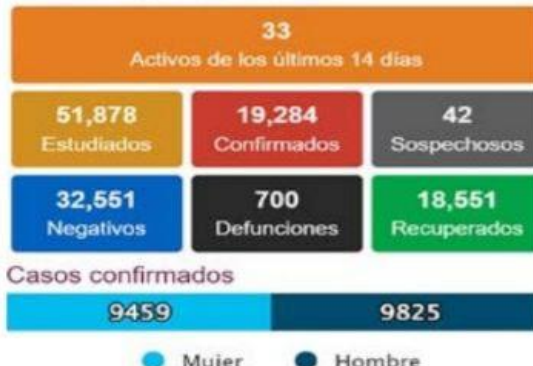 33
Activos de los últimos 14 días
51,878
Estudiados
19,284
Confirmados
42
Sospechosos
32,551
Negativos
700
Defunciones
18,551
Recuperados
Casos confirmados
9459
9825
Mujer
Hombre